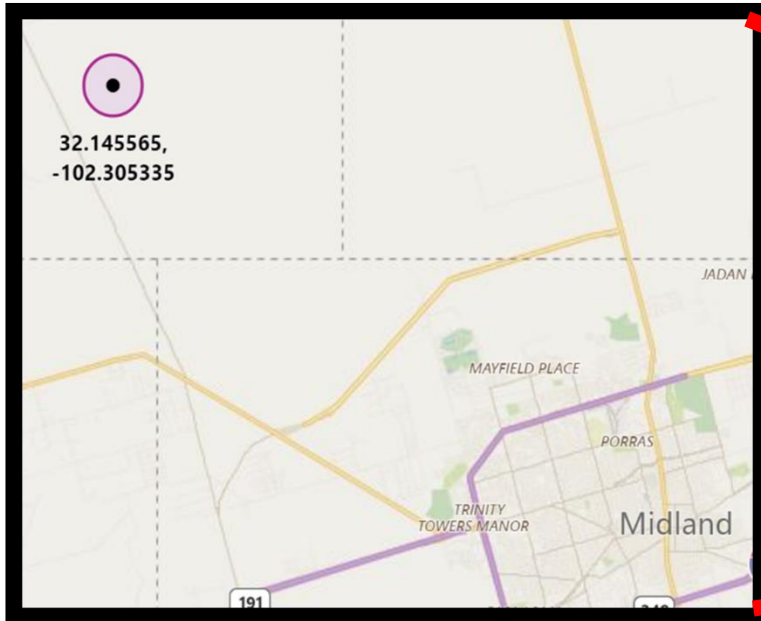 32.145565,
-102.305335
JADAN
MAYFIELD PLACE
PORRAS
TRINITY
TOWERS MANOR
Midland
191